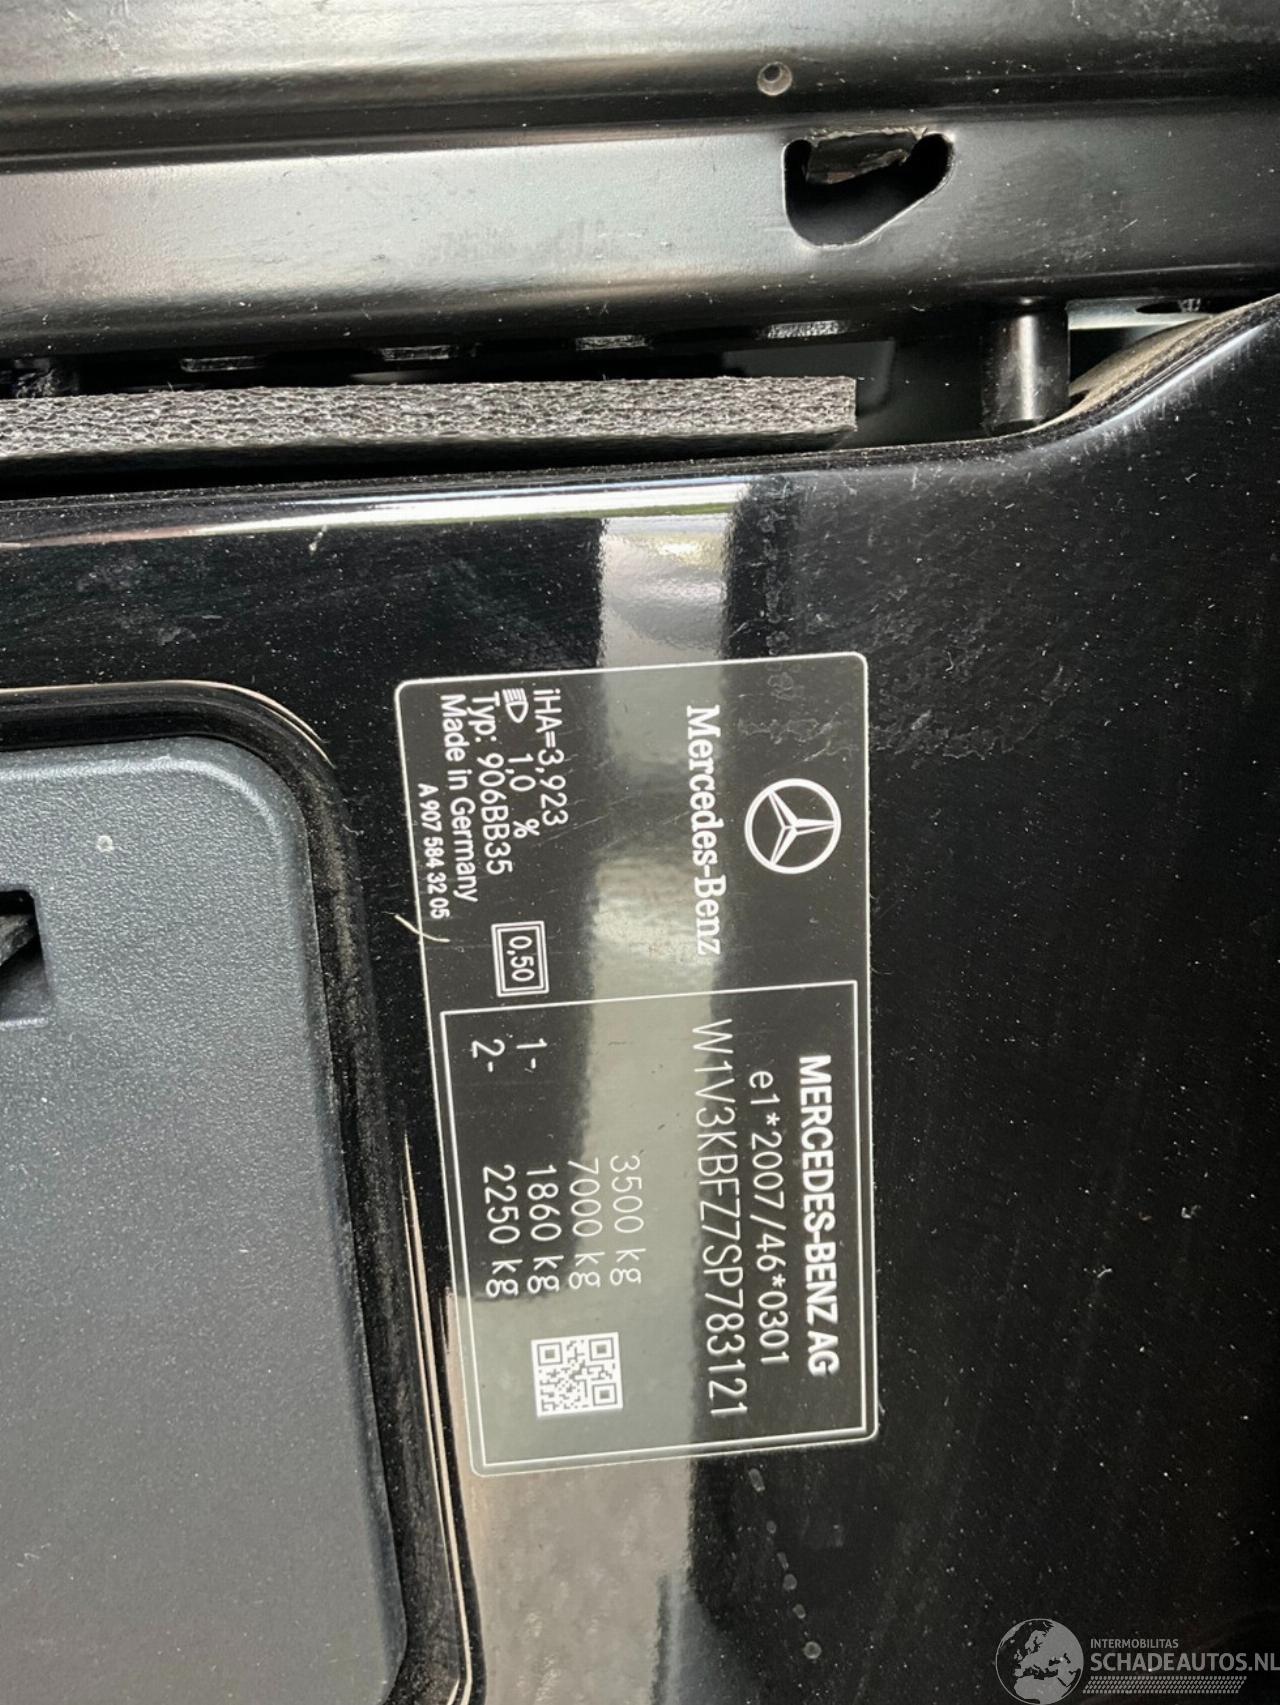 Mercedes-Benz
iHA=3,923
1,0 %
Typ: 906BB35
Made in Germany
A 907 584 32 05
0,50
MERCEDES-BENZ AG
e1*2007/46*0301
W1V3KBFZ7SP783121
3500 kg
7000 kg
1- 1860 kg
2- 2250 kg
INTERMOBILITAS
SCHADEAUTOS.NL